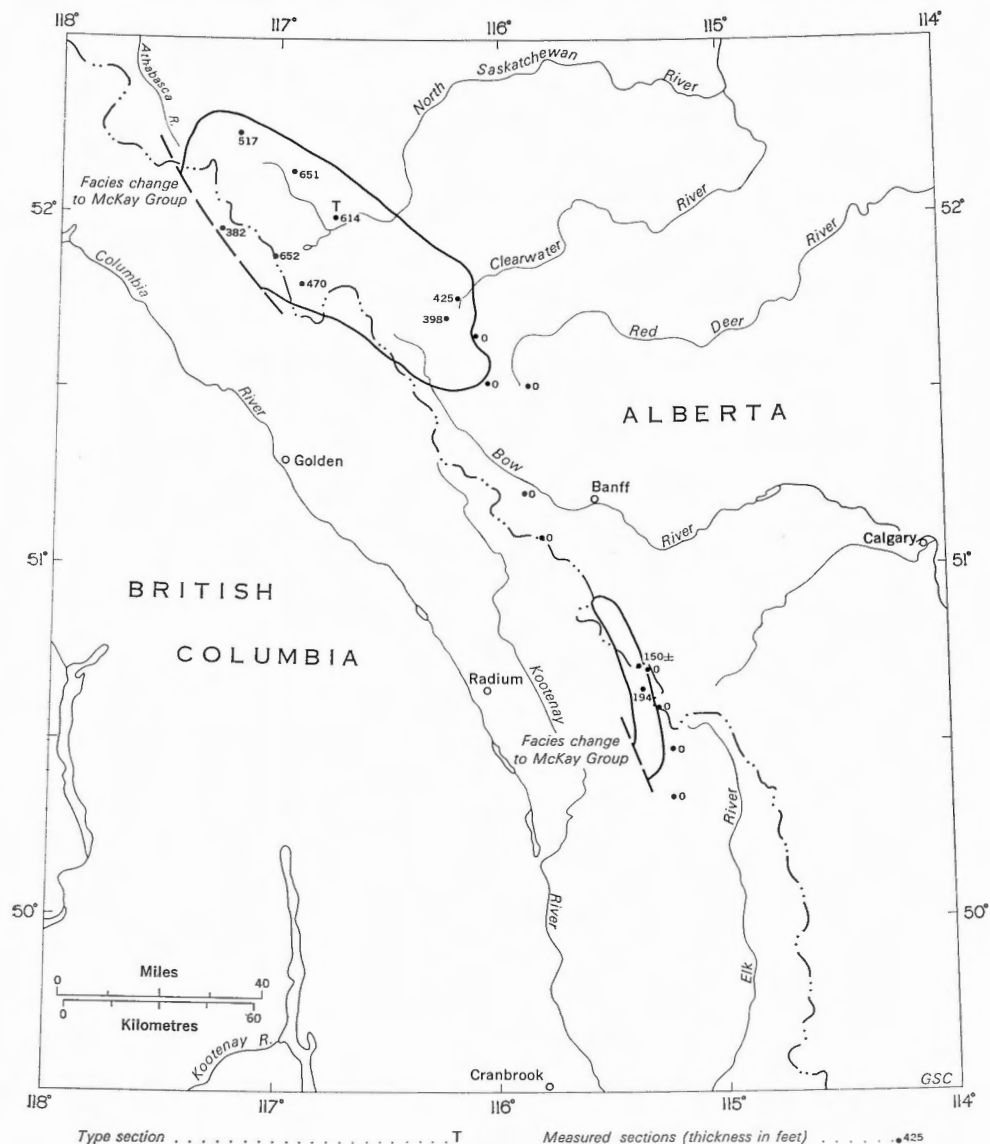 118°
117°
116°
115°
114°
Athabasca R.
North
Saskatchewan
River
517
651
Facies change
to McKay Group
T
614
52°
52°
382
652
470
Clearwater
River
River
Columbia
425
398
0
Red
Deer
0
0
River
ALBERTA
Golden
Bow
Banff
0
River
Calgary
0
51°
51°
BRITISH
COLUMBIA
150±
0
194
0
Radium
Kootenay
Facies change
to McKay Group
0
0
River
50°
50°
River
Elk
Miles
0
40
0
60
Kilometres
Kootenay R.
Cranbrook
GSC
118°
117°
116°
115°
114°
Type section . . . . . . . . . . . . . . . . . . . . . . . . T
Measured sections (thickness in feet) . . . . . . .425